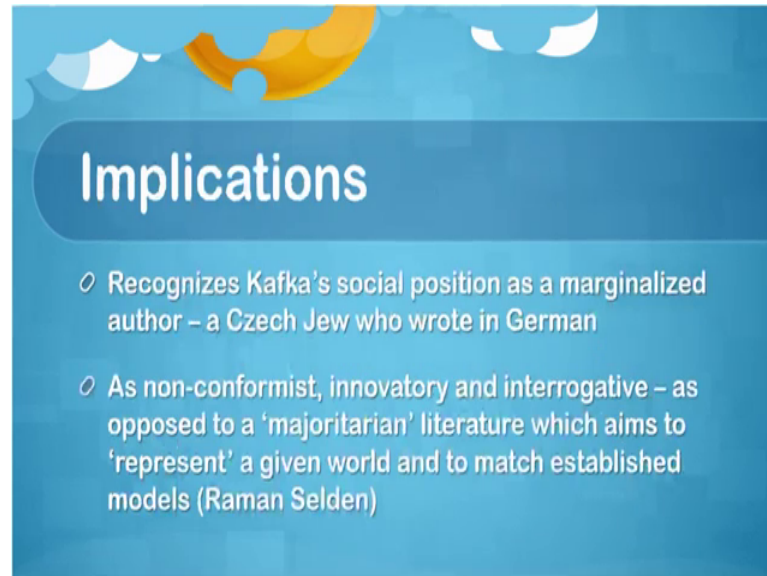 Implications
Recognizes Kafka's social position as a marginalized
author – a Czech Jew who wrote in German
As non-conformist, innovatory and interrogative – as
opposed to a 'majoritarian' literature which aims to
'represent' a given world and to match established
models (Raman Selden)